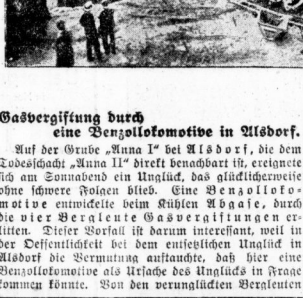 Gasvergiftung durch
eine Benzollokomotive in Alsdorf.
Auf der Grube „Anna I“ bei Alsdorf, die dem
Todesschacht „Anna II“ direkt benachbart ist, ereignete
sich am Sonnabend ein Unglück, das glücklicherweise
ohne schwere Folgen blieb. Eine Benzolloko-
motive entwickelte beim Kühlen Abgase, durch
die vier Bergleute Gasvergiftungen er-
litten. Dieser Vorfall ist darum interessant, weil in
der Oeffentlichkeit bei dem entsetzlichen Unglück in
Alsdorf die Vermutung auftauchte, daß hier eine
Benzollokomotive als Ursache des Unglücks in Frage
kommen könnte. Von den verunglückten Bergleuten